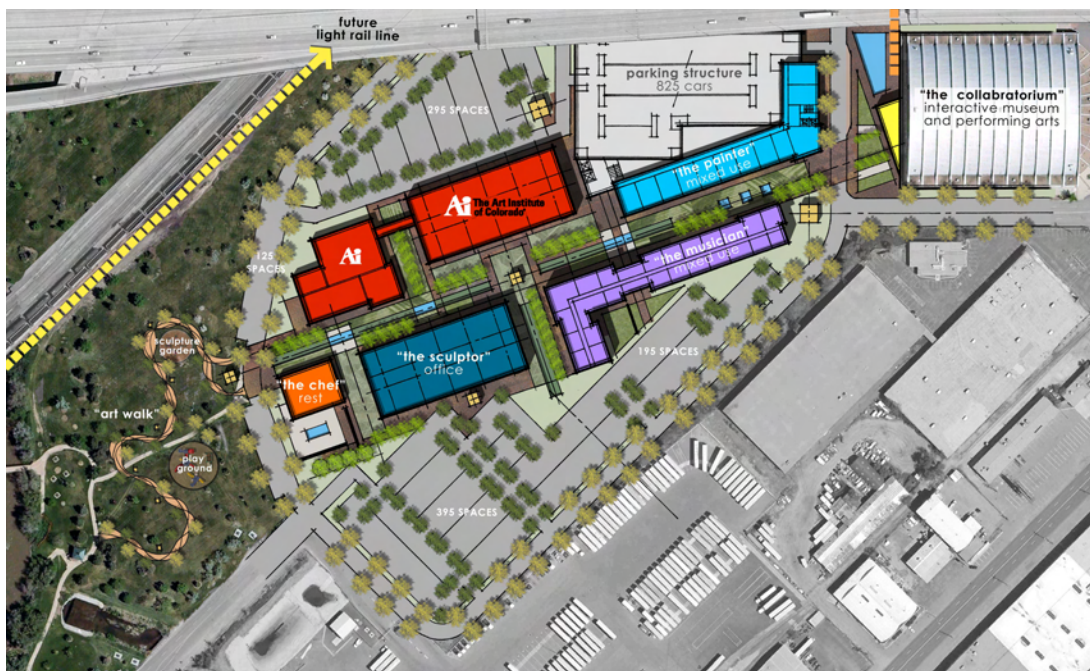 future
light rail line
295 SPACES
parking structure
825 cars
"the collabratorium"
interactive museum
and performing arts
"the painter"
mixed use
Ai The Art Institute
of Colorado
Ai
"the musician"
mixed use
125
SPACES
sculpture
garden
"the sculptor"
office
195 SPACES
"the chef"
rest
"art walk"
play
ground
395 SPACES